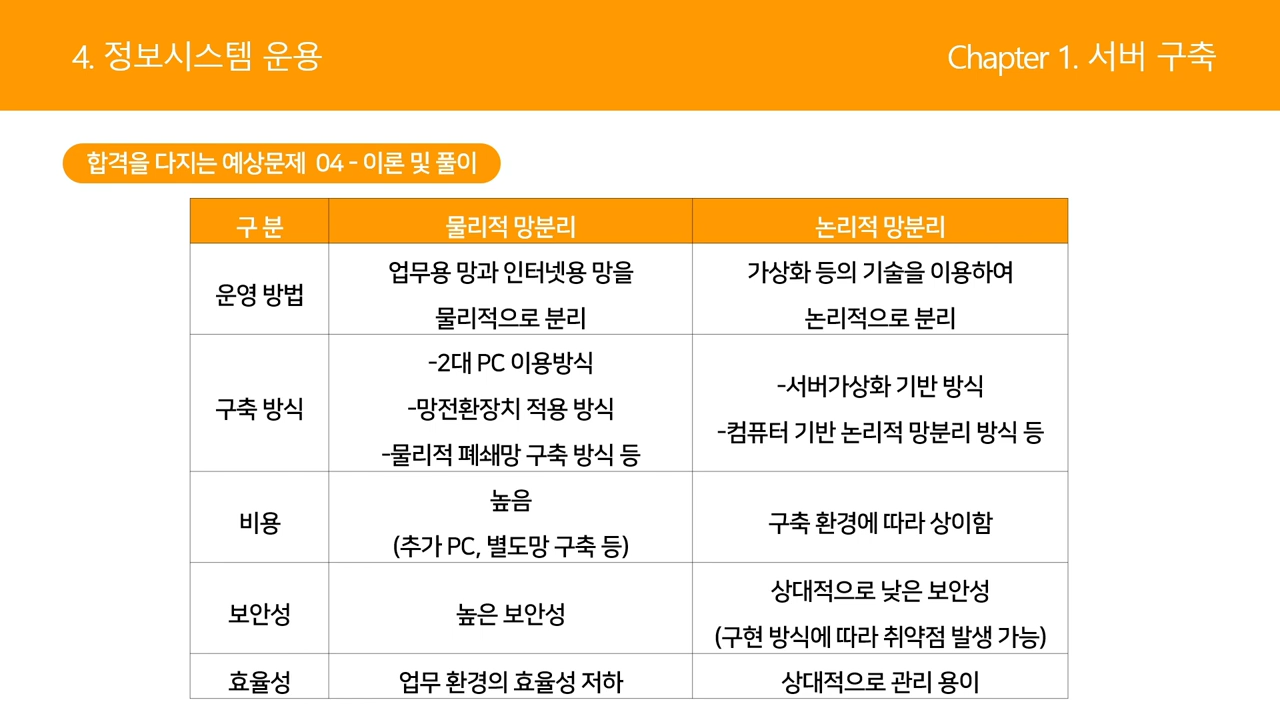 4. 정보시스템 운용
Chapter 1. 서버 구축
합격을 다지는 예상문제 04 - 이론 및 풀이
구 분
물리적 망분리
논리적 망분리
운영 방법
업무용 망과 인터넷용 망을
물리적으로 분리
가상화 등의 기술을 이용하여
논리적으로 분리
구축 방식
-2대 PC 이용방식
-망전환장치 적용 방식
-물리적 폐쇄망 구축 방식 등
-서버가상화 기반 방식
-컴퓨터 기반 논리적 망분리 방식 등
비용
높음
(추가 PC, 별도망 구축 등)
구축 환경에 따라 상이함
보안성
높은 보안성
상대적으로 낮은 보안성
(구현 방식에 따라 취약점 발생 가능)
효율성
업무 환경의 효율성 저하
상대적으로 관리 용이